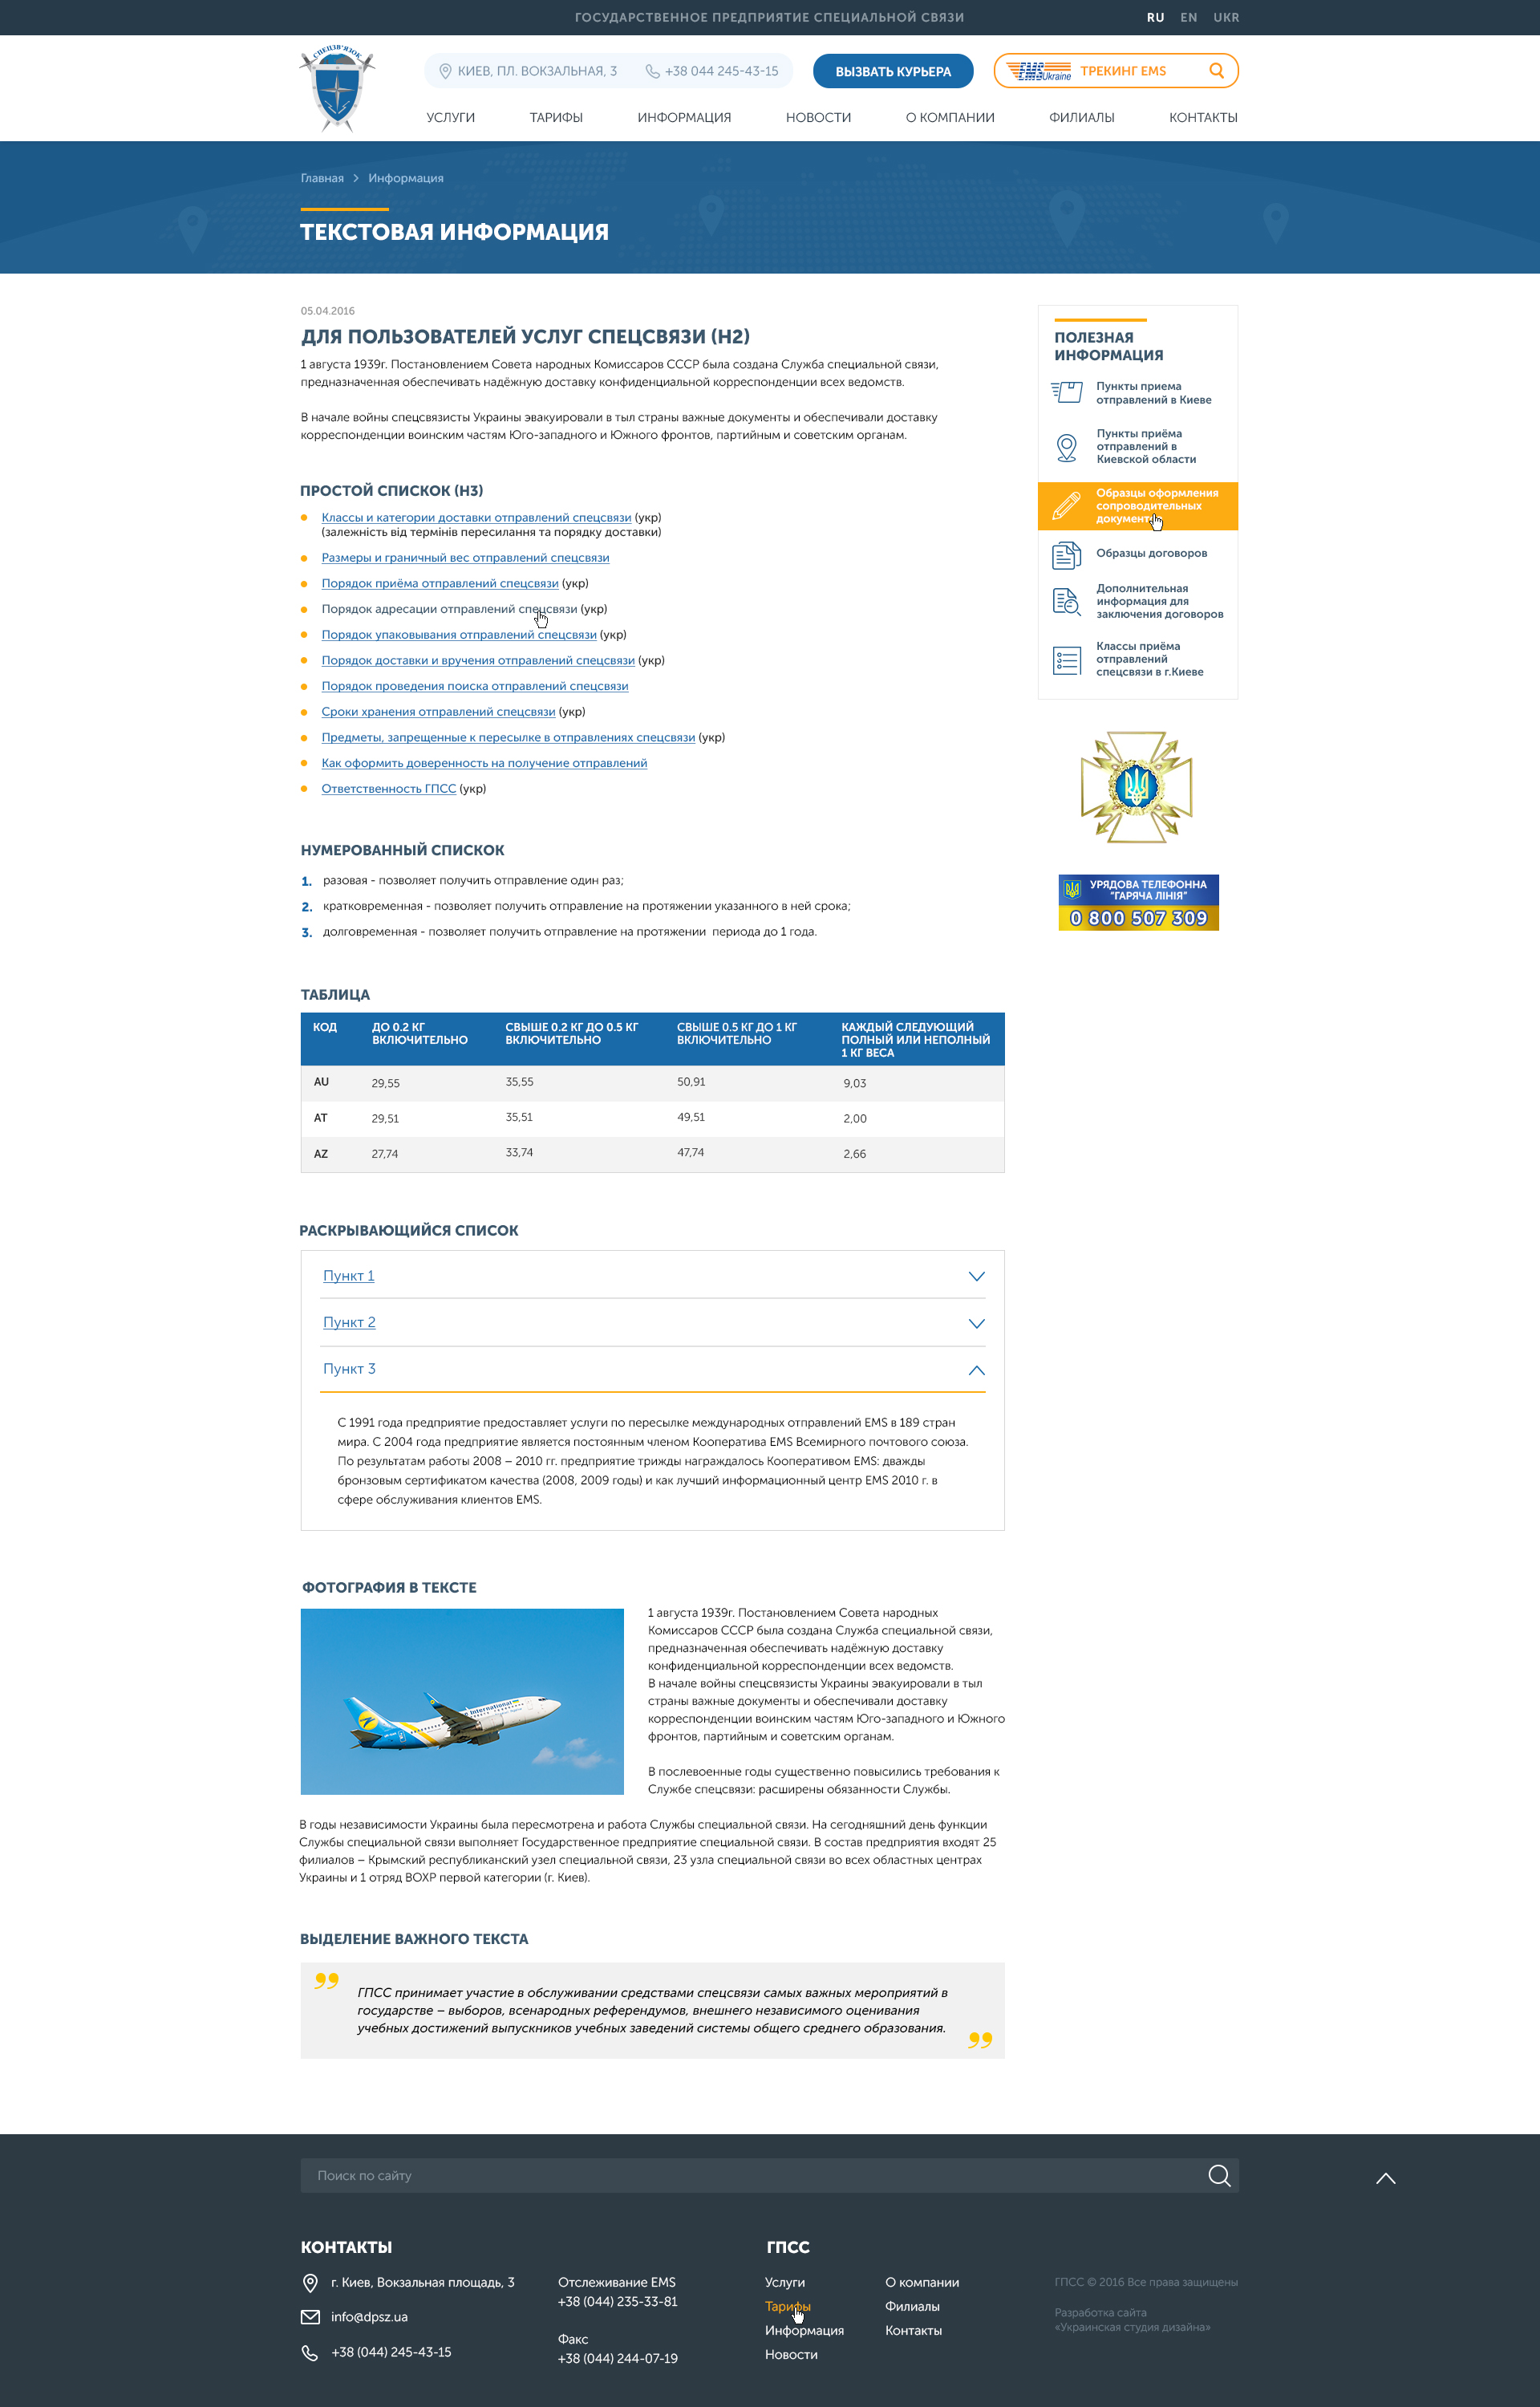 ГОСУДАРСТВЕННОЕ ПРЕДПРИЯТИЕ СПЕЦИАЛЬНОЙ СВЯЗИ
RU EN UKR
СПЕЦЗВ'ЯЗОК
КИЕВ, ПЛ. ВОКЗАЛЬНАЯ, 3
+38 044 245-43-15
ВЫЗВАТЬ КУРЬЕРА
EMS Ukraine
ТРЕКИНГ EMS
УСЛУГИ ТАРИФЫ ИНФОРМАЦИЯ НОВОСТИ О КОМПАНИИ ФИЛИАЛЫ КОНТАКТЫ
Главная > Информация
ТЕКСТОВАЯ ИНФОРМАЦИЯ
05.04.2016
ДЛЯ ПОЛЬЗОВАТЕЛЕЙ УСЛУГ СПЕЦСВЯЗИ (H2)
1 августа 1939г. Постановлением Совета народных Комиссаров СССР была создана Служба специальной связи,
предназначенная обеспечивать надёжную доставку конфиденциальной корреспонденции всех ведомств.
В начале войны спецсвязисты Украины эвакуировали в тыл страны важные документы и обеспечивали доставку
корреспонденции воинским частям Юго-западного и Южного фронтов, партийным и советским органам.
ПРОСТОЙ СПИСКОК (H3)
Классы и категории доставки отправлений спецсвязи (укр)
(залежність від термінів пересилання та порядку доставки)
Размеры и граничный вес отправлений спецсвязи
Порядок приёма отправлений спецсвязи (укр)
Порядок адресации отправлений спецсвязи (укр)
Порядок упаковывания отправлений спецсвязи (укр)
Порядок доставки и вручения отправлений спецсвязи (укр)
Порядок проведения поиска отправлений спецсвязи
Сроки хранения отправлений спецсвязи (укр)
Предметы, запрещенные к пересылке в отправлениях спецсвязи (укр)
Как оформить доверенность на получение отправлений
Ответственность ГПСС (укр)
НУМЕРОВАННЫЙ СПИСКОК
1. разовая - позволяет получить отправление один раз;
2. кратковременная - позволяет получить отправление на протяжении указанного в ней срока;
3. долговременная - позволяет получить отправление на протяжении периода до 1 года.
ТАБЛИЦА
КОД
ДО 0.2 КГ
ВКЛЮЧИТЕЛЬНО
СВЫШЕ 0.2 КГ ДО 0.5 КГ
ВКЛЮЧИТЕЛЬНО
СВЫШЕ 0.5 КГ ДО 1 КГ
ВКЛЮЧИТЕЛЬНО
КАЖДЫЙ СЛЕДУЮЩИЙ
ПОЛНЫЙ ИЛИ НЕПОЛНЫЙ
1 КГ ВЕСА
AU 29,55 35,55 50,91 9,03
AT 29,51 35,51 49,51 2,00
AZ 27,74 33,74 47,74 2,66
РАСКРЫВАЮЩИЙСЯ СПИСОК
Пункт 1
Пункт 2
Пункт 3
С 1991 года предприятие предоставляет услуги по пересылке международных отправлений EMS в 189 стран
мира. С 2004 года предприятие является постоянным членом Кооператива EMS Всемирного почтового союза.
По результатам работы 2008 – 2010 гг. предприятие трижды награждалось Кооперативом EMS: дважды
бронзовым сертификатом качества (2008, 2009 годы) и как лучший информационный центр EMS 2010 г. в
сфере обслуживания клиентов EMS.
ФОТОГРАФИЯ В ТЕКСТЕ
International
1 августа 1939г. Постановлением Совета народных
Комиссаров СССР была создана Служба специальной связи,
предназначенная обеспечивать надёжную доставку
конфиденциальной корреспонденции всех ведомств.
В начале войны спецсвязисты Украины эвакуировали в тыл
страны важные документы и обеспечивали доставку
корреспонденции воинским частям Юго-западного и Южного
фронтов, партийным и советским органам.
В послевоенные годы существенно повысились требования к
Службе спецсвязи: расширены обязанности Службы.
В годы независимости Украины была пересмотрена и работа Службы специальной связи. На сегодняшний день функции
Службы специальной связи выполняет Государственное предприятие специальной связи. В состав предприятия входят 25
филиалов – Крымский республиканский узел специальной связи, 23 узла специальной связи во всех областных центрах
Украины и 1 отряд ВОХР первой категории (г. Киев).
ВЫДЕЛЕНИЕ ВАЖНОГО ТЕКСТА
ГПСС принимает участие в обслуживании средствами спецсвязи самых важных мероприятий в
государстве – выборов, всенародных референдумов, внешнего независимого оценивания
учебных достижений выпускников учебных заведений системы общего среднего образования.
ПОЛЕЗНАЯ
ИНФОРМАЦИЯ
Пункты приема
отправлений в Киеве
Пункты приёма
отправлений в
Киевской области
Образцы оформления
сопроводительных
Образцы договоров
Дополнительная
информация для
заключения договоров
Классы приёма
отправлений
спецсвязи в г.Киеве
УРЯДОВА ТЕЛЕФОННА
"ГАРЯЧА ЛІНІЯ"
0 800 507 309
Поиск по сайту
КОНТАКТЫ
г. Киев, Вокзальная площадь, 3
info@dpsz.ua
+38 (044) 245-43-15
Отслеживание EMS
+38 (044) 235-33-81
Факс
+38 (044) 244-07-19
ГПСС
Услуги
Тарифы
Информация
Новости
О компании
Филиалы
Контакты
ГПСС © 2016 Все права защищены
Разработка сайта
«Украинская студия дизайна»